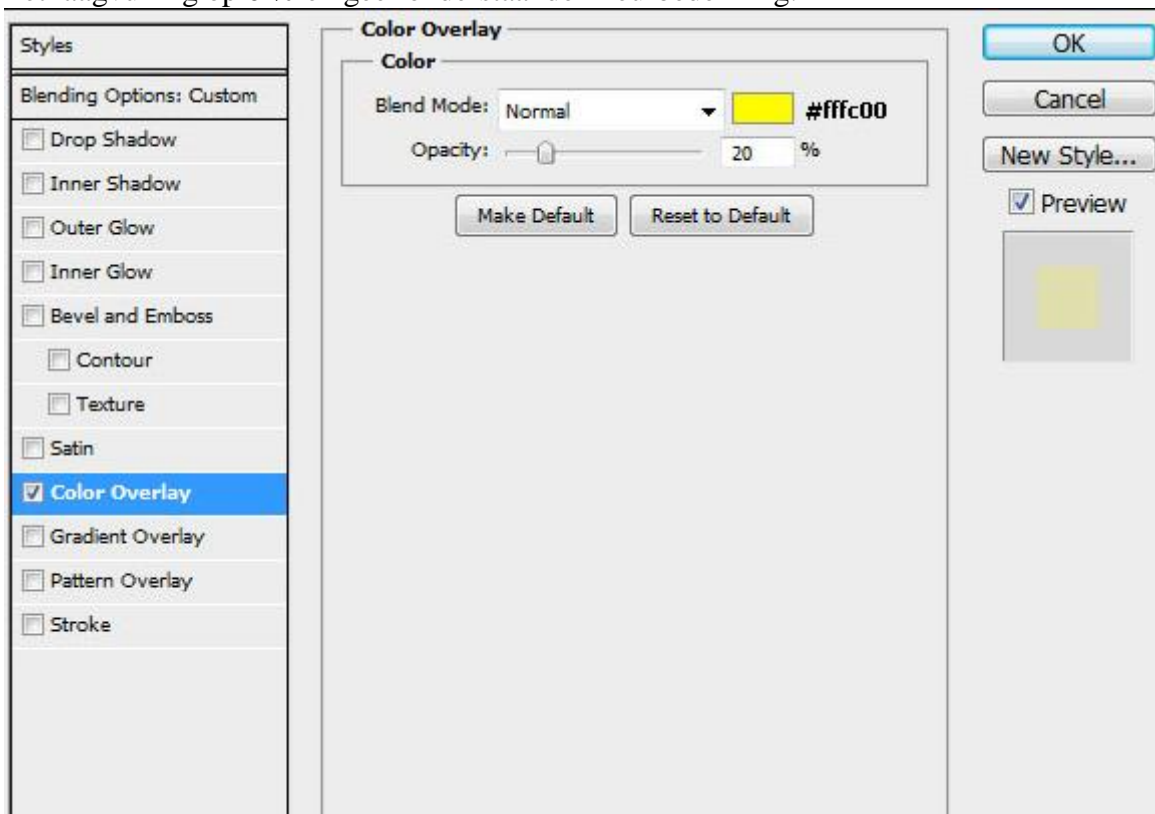 Styles
Blending Options: Custom
Drop Shadow
Inner Shadow
Outer Glow
Inner Glow
Bevel and Emboss
Contour
Texture
Satin
Color Overlay
Gradient Overlay
Pattern Overlay
Stroke
Color Overlay
Color
Blend Mode: Normal #fffc00
Opacity: 20 %
Make Default Reset to Default
OK
Cancel
New Style...
Preview